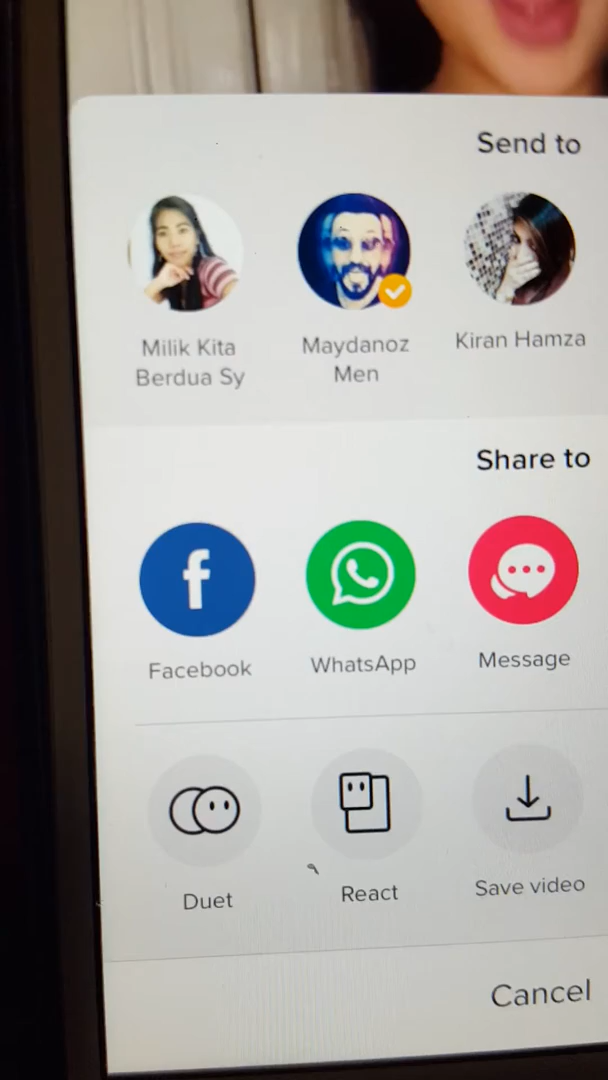 Send to
Milik Kita
Berdua Sy
Maydanoz
Men
Kiran Hamza
Share to
Facebook
WhatsApp
Message
Duet
React
Save video
Cancel